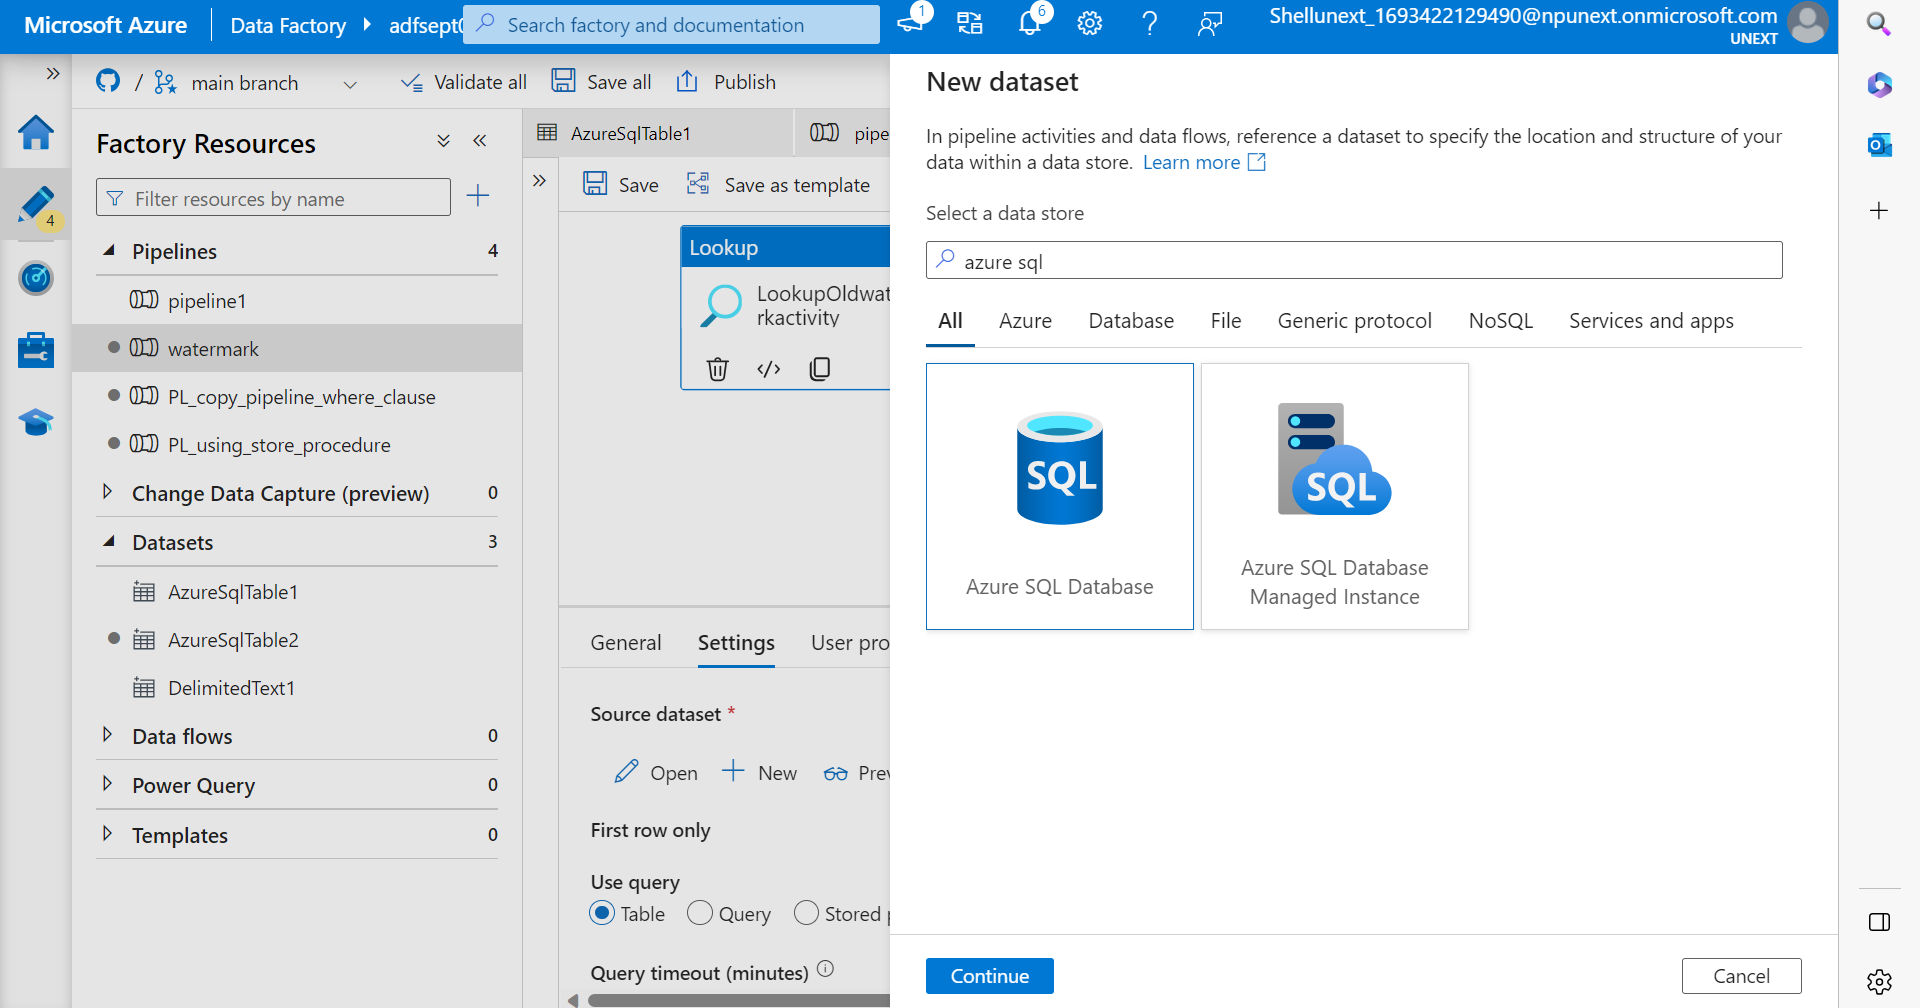 Microsoft Azure
Data Factory
adfsept0
Search factory and documentation
1
6
Shellunext_1693422129490@npunext.onmicrosoft.com
UNEXT
/
main branch
Validate all
Save all
Publish
4
Factory Resources
Filter resources by name
Pipelines 4
pipeline1
watermark
PL_copy_pipeline_where_clause
PL_using_store_procedure
Change Data Capture (preview) 0
Datasets 3
AzureSqlTable1
AzureSqlTable2
DelimitedText1
Data flows 0
Power Query 0
Templates 0
AzureSqlTable1
pipe
Save
Save as template
Lookup
LookupOldwat
rkactivity
General
Settings
User pro
Source dataset *
Open
New
Prev
First row only
Use query
Table
Query
Stored p
Query timeout (minutes)
New dataset
In pipeline activities and data flows, reference a dataset to specify the location and structure of your
data within a data store. Learn more
Select a data store
azure sql
All
Azure
Database
File
Generic protocol
NoSQL
Services and apps
SQL
Azure SQL Database
SQL
Azure SQL Database
Managed Instance
Continue
Cancel